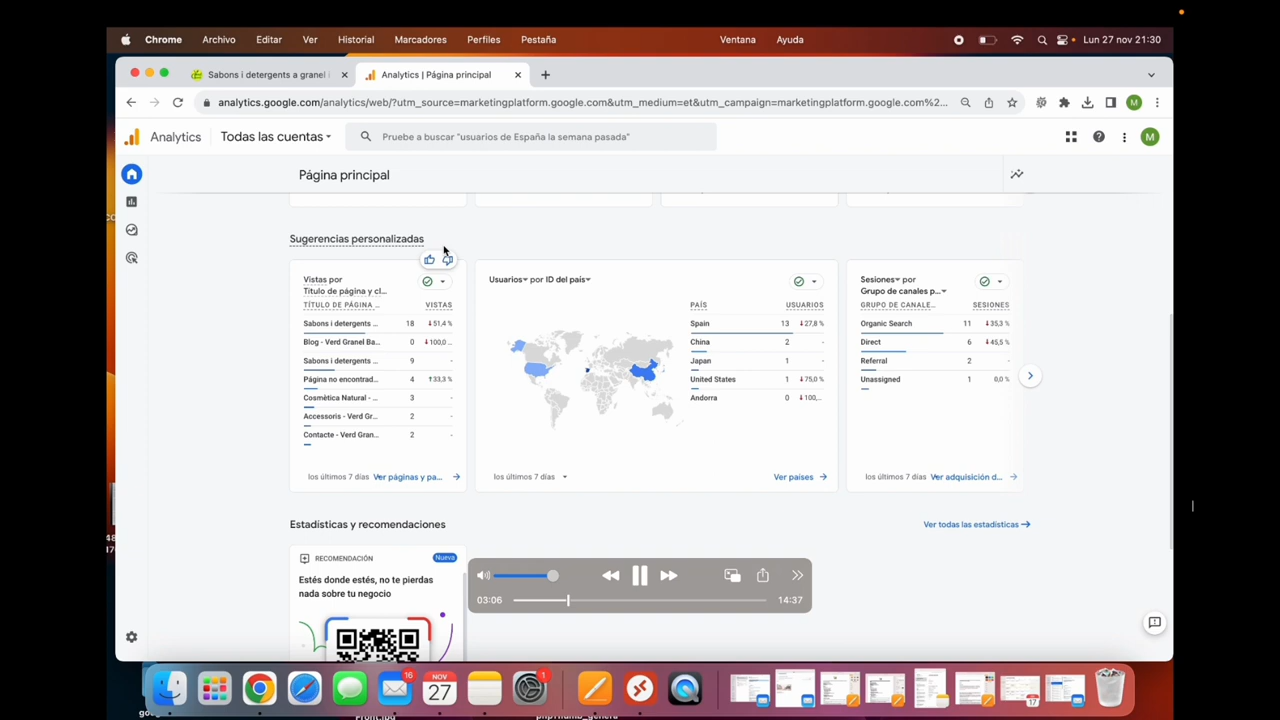 Chrome Archivo Editar Ver Historial Marcadores Perfiles Pestaña Ventana Ayuda Lun 27 nov 21:30
Sabons i detergents a granel i
Analytics | Página principal
analytics.google.com/analytics/web/?utm_source=marketingplatform.google.com&utm_medium=et&utm_campaign=marketingplatform.google.com%2...
M
Analytics Todas las cuentas Pruebe a buscar "usuarios de España la semana pasada" M
Página principal
Sugerencias personalizadas
Vistas por
Título de página y cl...
TÍTULO DE PÁGINA ... VISTAS
Sabons i detergents ... 18 ↓51,4 %
Blog - Verd Granel Ba... 0 ↓100,0 ...
Sabons i detergents ... 9 -
Página no encontrad... 4 ↑33,3 %
Cosmètica Natural - ... 3 -
Accessoris - Verd Gr... 2 -
Contacte - Verd Gran... 2 -
los últimos 7 días Ver páginas y pa... →
Usuarios por ID del país
PAÍS USUARIOS
Spain 13 ↓27,8 %
China 2 -
Japan 1 -
United States 1 ↓75,0 %
Andorra 0 ↓100,...
los últimos 7 días Ver países →
Sesiones por
Grupo de canales p...
GRUPO DE CANALE... SESIONES
Organic Search 11 ↓35,3 %
Direct 6 ↓45,5 %
Referral 2 -
Unassigned 1 0,0 %
los últimos 7 días Ver adquisición d... →
Estadísticas y recomendaciones Ver todas las estadísticas →
RECOMENDACIÓN Nueva
Estés donde estés, no te pierdas
nada sobre tu negocio
03:06 14:37
16
NOV
27
1
17